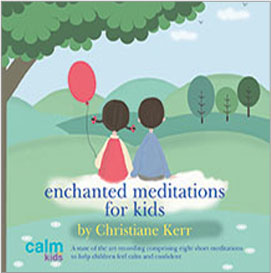 enchanted meditations
for kids
by Christiane Kerr
calm
kids
A state of the art recording comprising eight short meditations
to help children feel calm and confident